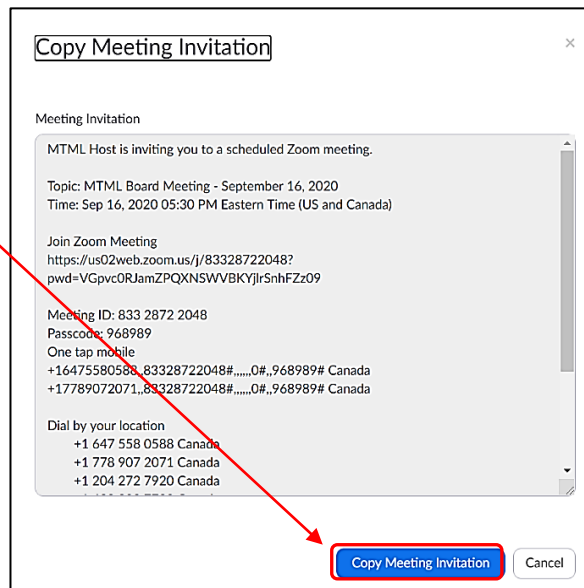 Copy Meeting Invitation
×
Meeting Invitation
MTML Host is inviting you to a scheduled Zoom meeting.
Topic: MTML Board Meeting - September 16, 2020
Time: Sep 16, 2020 05:30 PM Eastern Time (US and Canada)
Join Zoom Meeting
https://us02web.zoom.us/j/83328722048?
pwd=VGpvc0RJamZPQXNSWVBKYjlrSnhFZz09
Meeting ID: 833 2872 2048
Passcode: 968989
One tap mobile
+16475580588,,83328722048#,,,,,,0#,,968989# Canada
+17789072071,,83328722048#,,,,,,0#,,968989# Canada
Dial by your location
+1 647 558 0588 Canada
+1 778 907 2071 Canada
+1 204 272 7920 Canada
Copy Meeting Invitation
Cancel